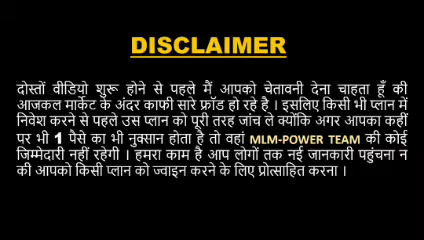 DISCLAIMER
दोस्तों वीडियो शुरू होने से पहले मैं आपको चेतावनी देना चाहता हूँ की
आजकल मार्केट के अंदर काफी सारे फ्रॉड हो रहे है । इसलिए किसी भी प्लान में
निवेश करने से पहले उस प्लान को पूरी तरह जांच ले क्योंकि अगर आपका कहीं
पर भी 1 पैसे का भी नुक्सान होता है तो वहां MLM-POWER TEAM की कोई
जिम्मेदारी नहीं रहेगी । हमरा काम है आप लोगों तक नई जानकारी पहुंचना न
की आपको किसी प्लान को ज्वाइन करने के लिए प्रोत्साहित करना ।